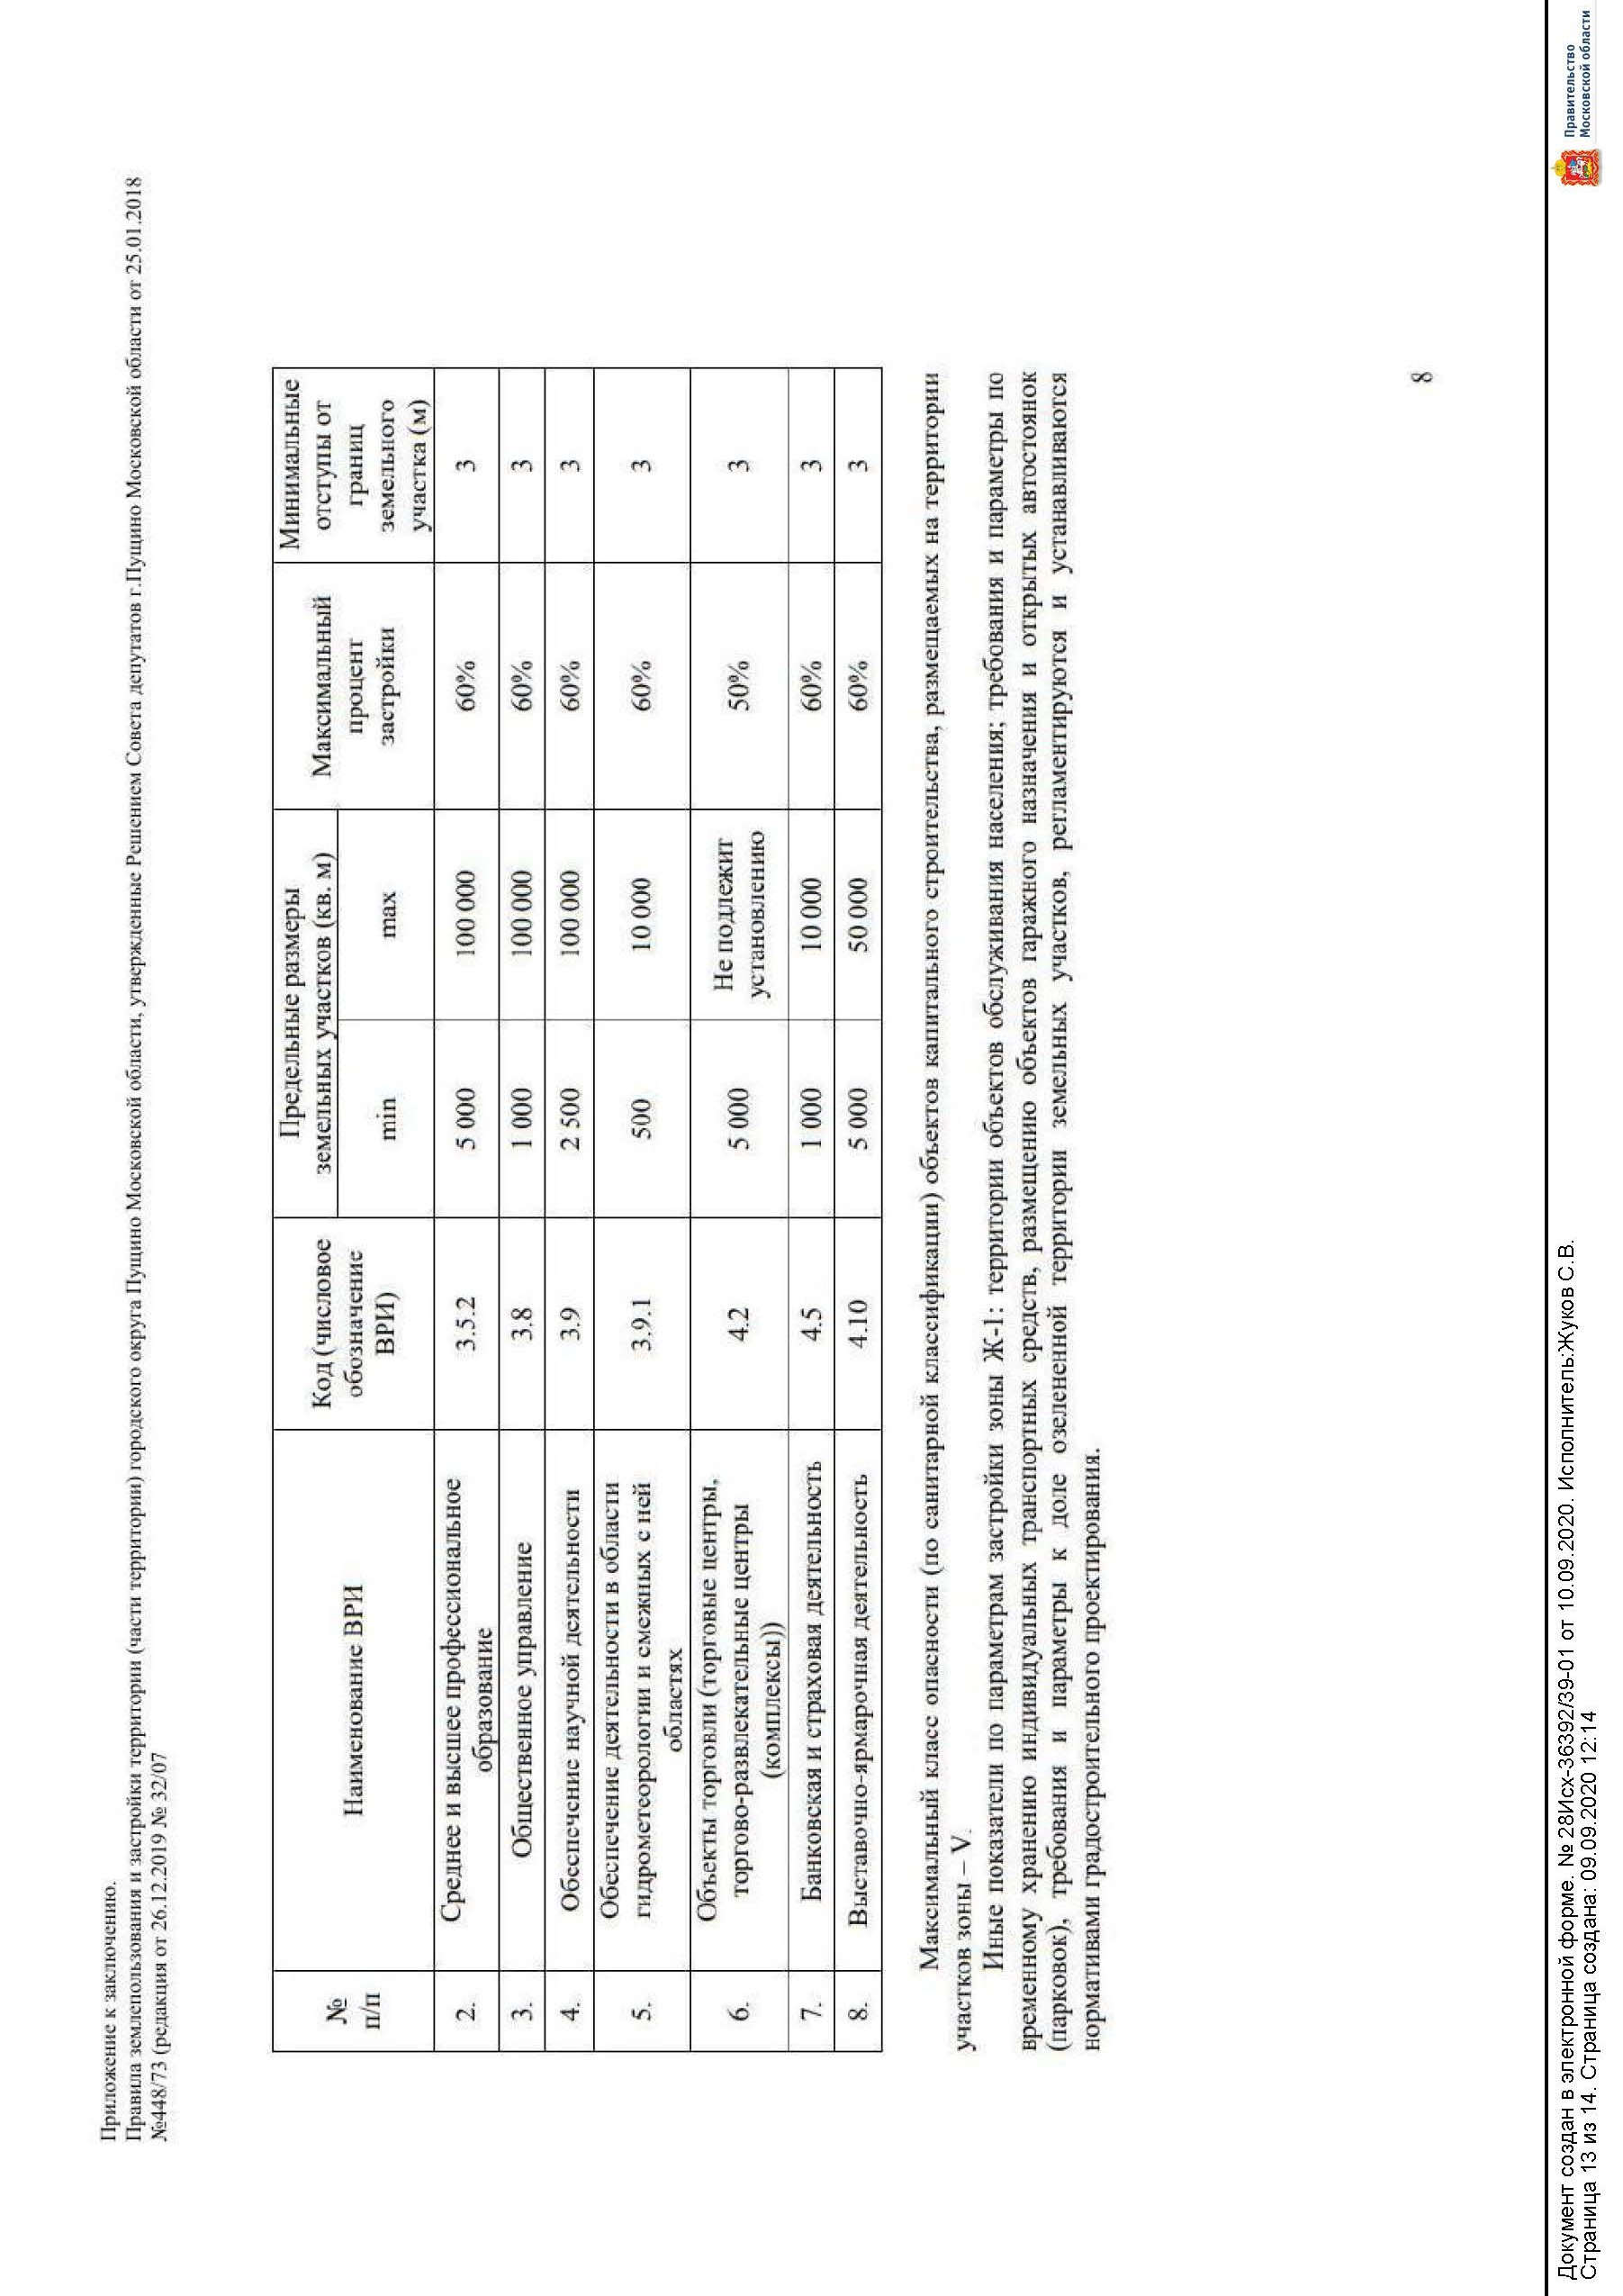 Приложение к заключению.
Правила землепользования и застройки территории (части территории) городского округа Пущино Московской области, утвержденные Решением Совета депутатов г.Пущино Московской области от 25.01.2018
№448/73 (редакция от 26.12.2019 № 32/07
№ п/п
Наименование ВРИ
Код (числовое обозначение ВРИ)
Предельные размеры земельных участков (кв. м)
min
max
Максимальный процент застройки
Минимальные отступы от границ земельного участка (м)
2. Среднее и высшее профессиональное образование 3.5.2 5 000 100 000 60% 3
3. Общественное управление 3.8 1 000 100 000 60% 3
4. Обеспечение научной деятельности 3.9 2 500 100 000 60% 3
5. Обеспечение деятельности в области гидрометеорологии и смежных с ней областях 3.9.1 500 10 000 60% 3
6. Объекты торговли (торговые центры, торгово-развлекательные центры (комплексы)) 4.2 5 000 Не подлежит установлению 50% 3
7. Банковская и страховая деятельность 4.5 1 000 10 000 60% 3
8. Выставочно-ярмарочная деятельность 4.10 5 000 50 000 60% 3
Максимальный класс опасности (по санитарной классификации) объектов капитального строительства, размещаемых на территории
участков зоны – V.
Иные показатели по параметрам застройки зоны Ж-1: территории объектов обслуживания населения; требования и параметры по
временному хранению индивидуальных транспортных средств, размещению объектов гаражного назначения и открытых автостоянок
(парковок), требования и параметры к доле озелененной территории земельных участков, регламентируются и устанавливаются
нормативами градостроительного проектирования.
8
Документ создан в электронной форме. № 28Исх-36392/39-01 от 10.09.2020. Исполнитель:Жуков С.В.
Страница 13 из 14. Страница создана: 09.09.2020 12:14
Правительство
Московской области